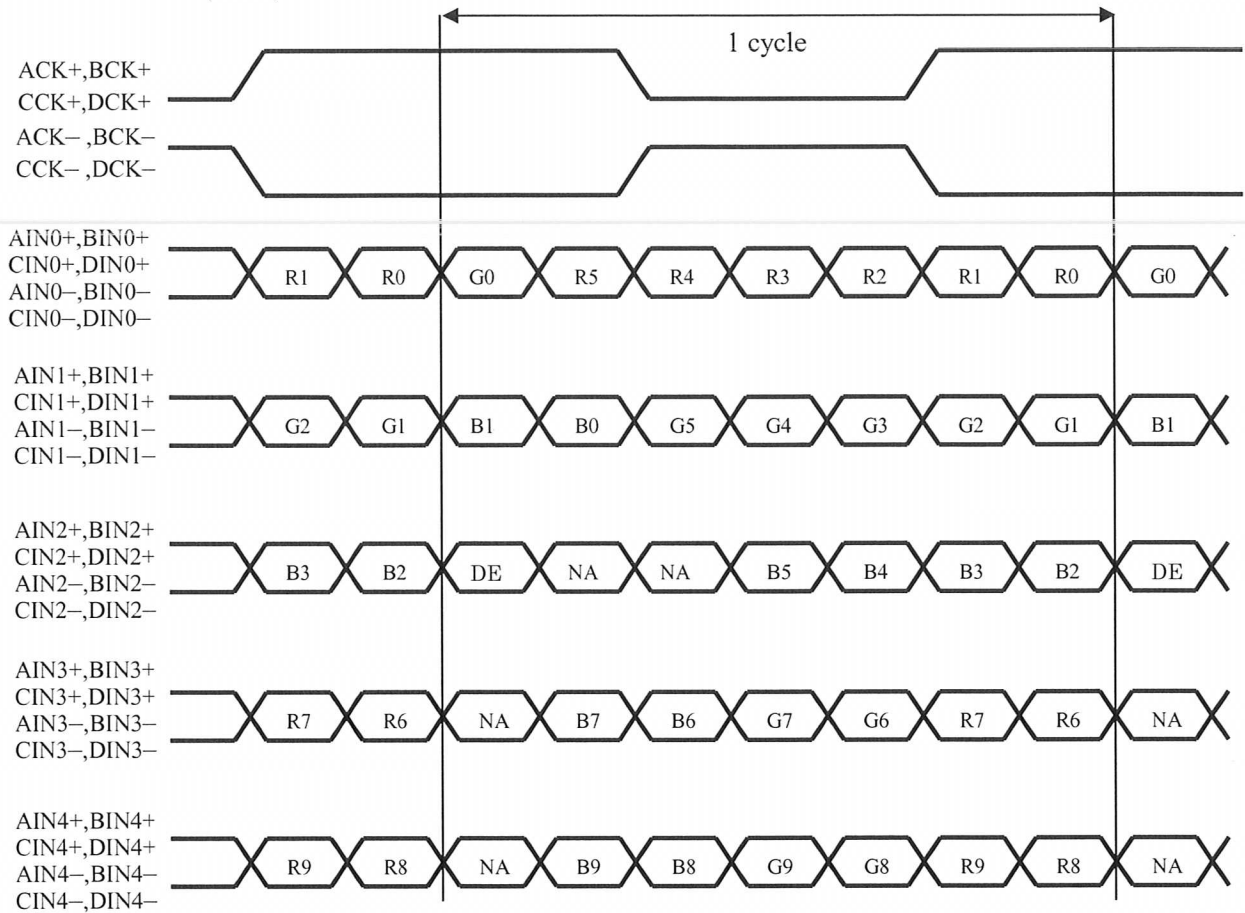 1 cycle
ACK+,BCK+
CCK+,DCK+
ACK− ,BCK−
CCK− ,DCK−
AIN0+,BIN0+
CIN0+,DIN0+
AIN0−,BIN0−
CIN0−,DIN0−
R1 R0 G0 R5 R4 R3 R2 R1 R0 G0
AIN1+,BIN1+
CIN1+,DIN1+
AIN1−,BIN1−
CIN1−,DIN1−
G2 G1 B1 B0 G5 G4 G3 G2 G1 B1
AIN2+,BIN2+
CIN2+,DIN2+
AIN2−,BIN2−
CIN2−,DIN2−
B3 B2 DE NA NA B5 B4 B3 B2 DE
AIN3+,BIN3+
CIN3+,DIN3+
AIN3−,BIN3−
CIN3−,DIN3−
R7 R6 NA B7 B6 G7 G6 R7 R6 NA
AIN4+,BIN4+
CIN4+,DIN4+
AIN4−,BIN4−
CIN4−,DIN4−
R9 R8 NA B9 B8 G9 G8 R9 R8 NA